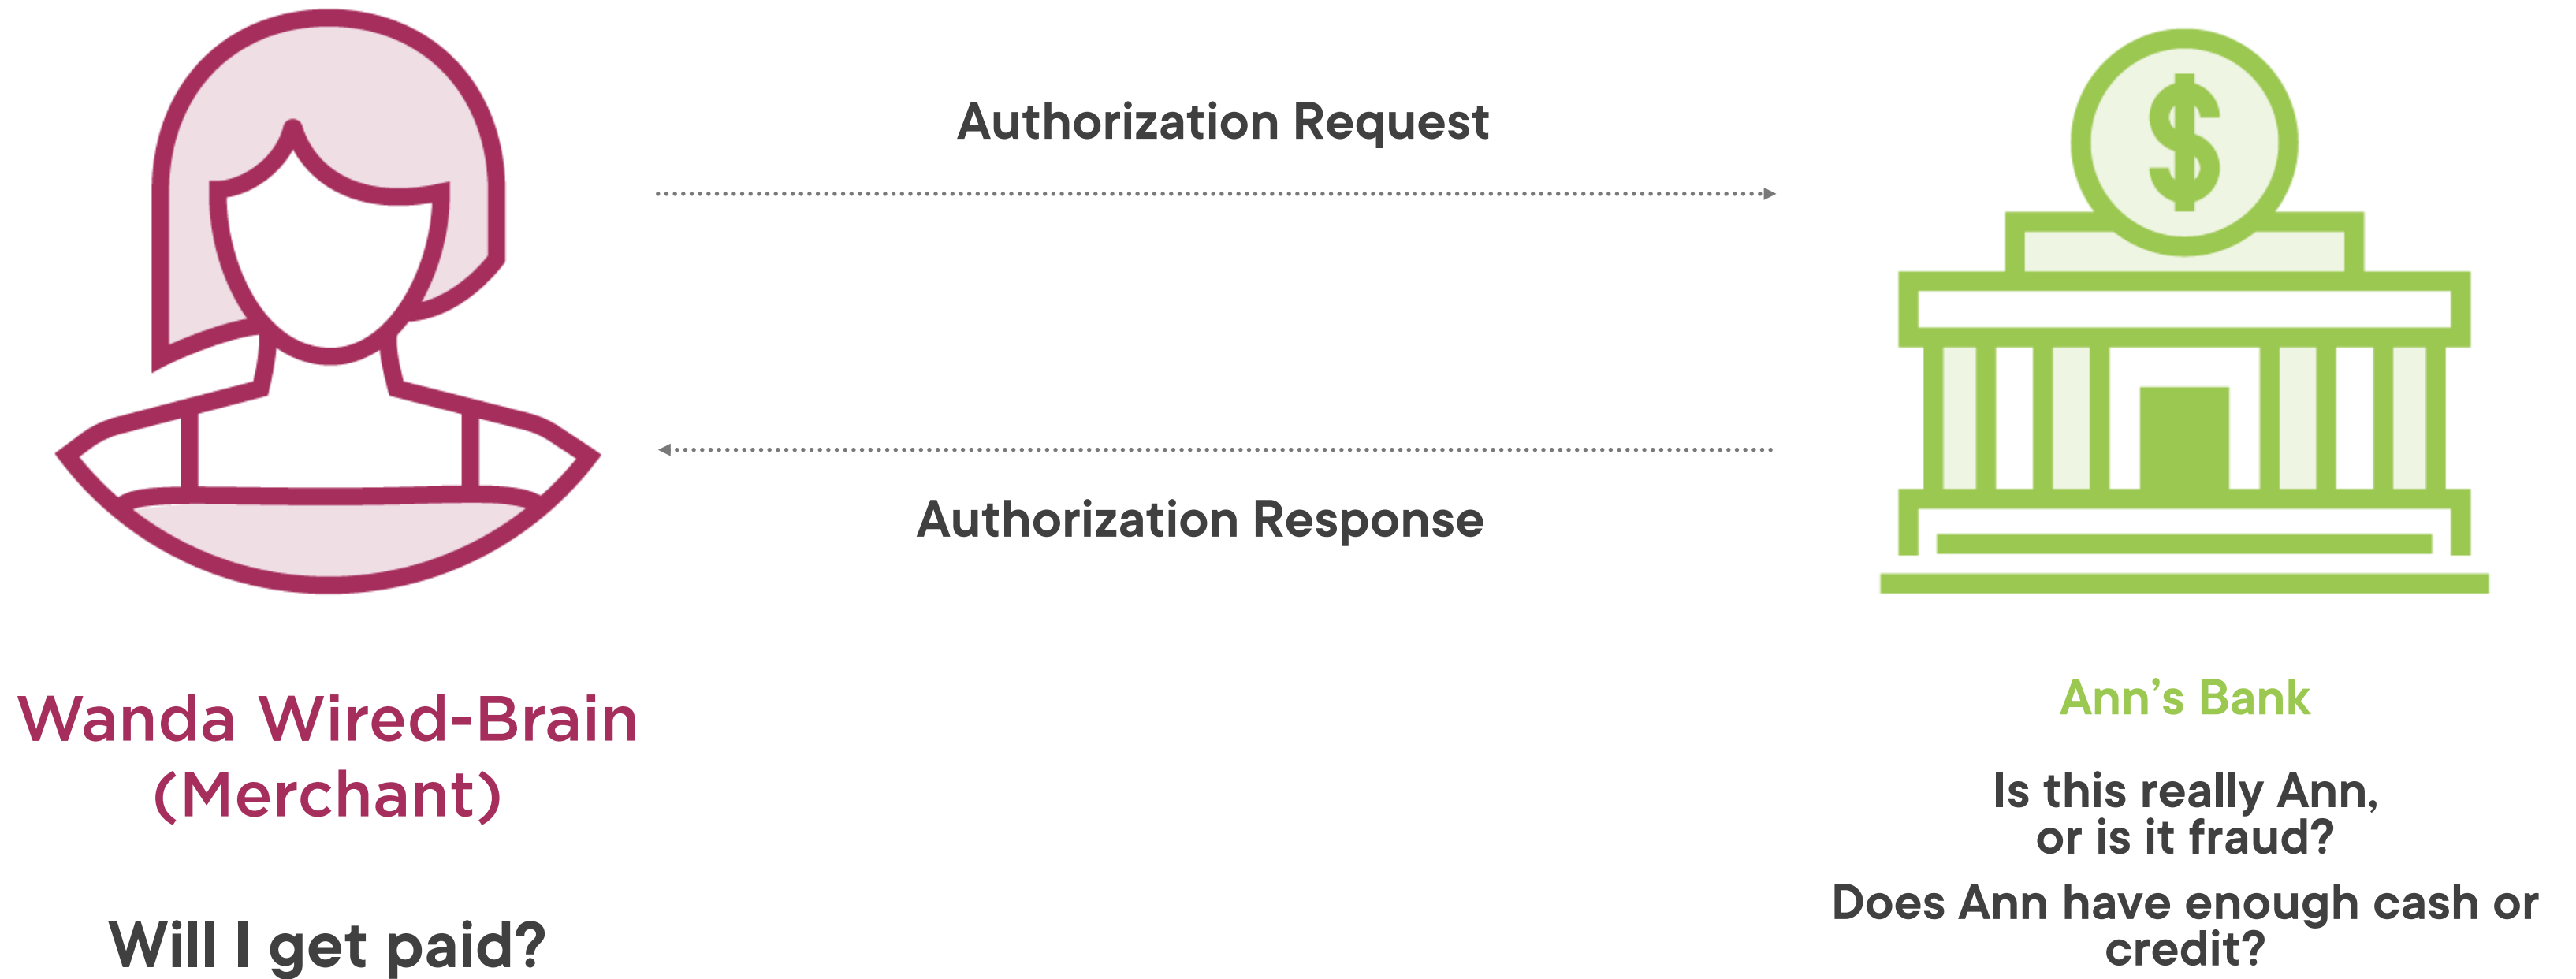 Authorization Request
$
Authorization Response
Wanda Wired-Brain
(Merchant)
Will I get paid?
Ann’s Bank
Is this really Ann,
or is it fraud?
Does Ann have enough cash or
credit?